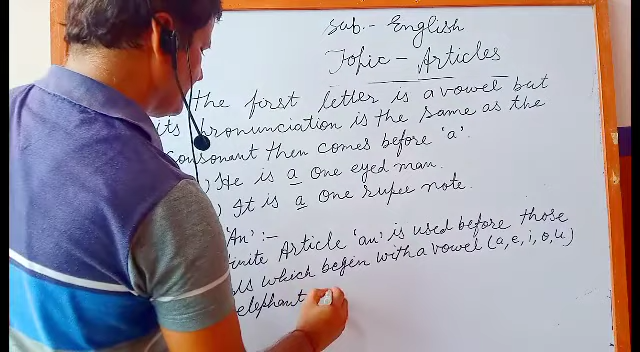 Sub.- English
Topic - Articles
the first letter is a vowel but
its pronunciation is the same as the
consonant then comes before 'a'.
) He is a one eyed man.
) It is a one rupee note.
'An' :-
finite Article 'an' is used before those
which begin with a vowel (a, e, i, o, u)
elephant